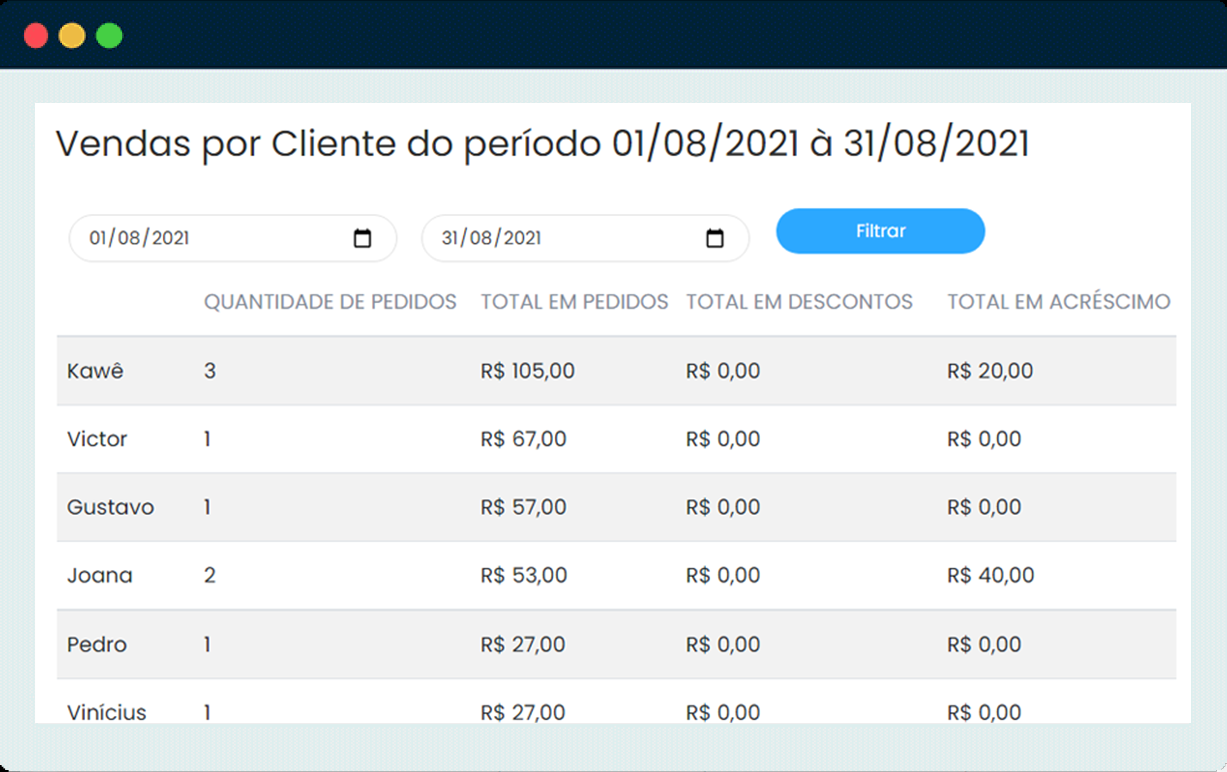 Vendas por Cliente do período 01/08/2021 à 31/08/2021
01/08/2021 31/08/2021 Filtrar
QUANTIDADE DE PEDIDOS TOTAL EM PEDIDOS TOTAL EM DESCONTOS TOTAL EM ACRÉSCIMO
Kawê 3 R$ 105,00 R$ 0,00 R$ 20,00
Victor 1 R$ 67,00 R$ 0,00 R$ 0,00
Gustavo 1 R$ 57,00 R$ 0,00 R$ 0,00
Joana 2 R$ 53,00 R$ 0,00 R$ 40,00
Pedro 1 R$ 27,00 R$ 0,00 R$ 0,00
Vinícius 1 R$ 27,00 R$ 0,00 R$ 0,00